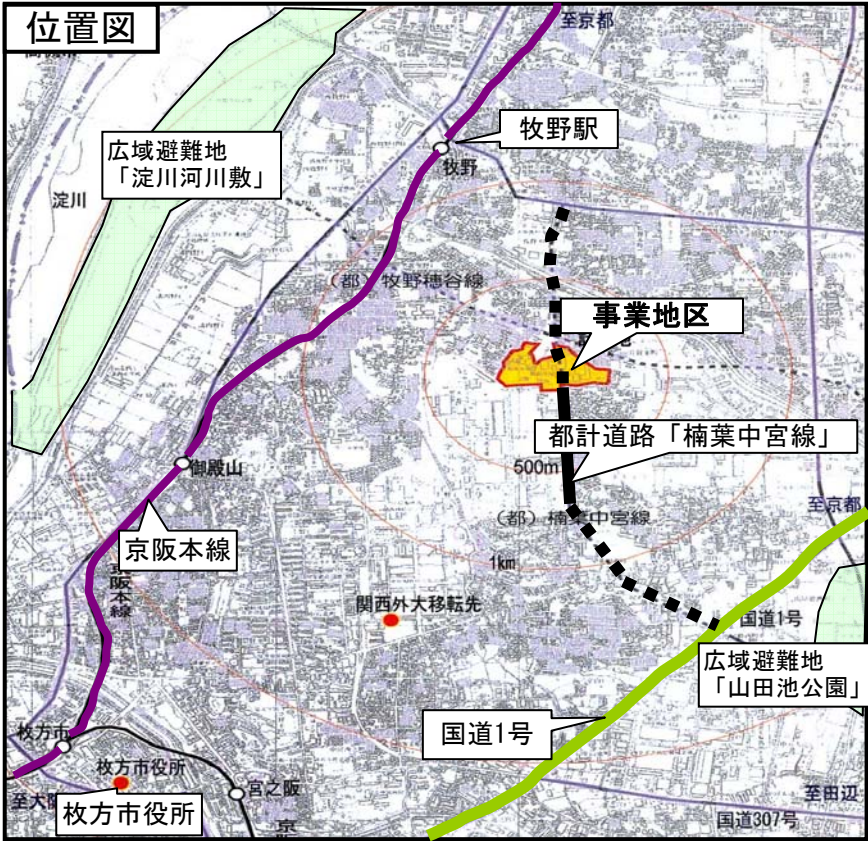 位置図
至京都
牧野駅
広域避難地
「淀川河川敷」
牧野
淀川
(都)牧野穂谷線
事業地区
都計道路「楠葉中宮線」
500m
御殿山
至京都
(都)楠葉中宮線
京阪本線
1km
関西外大移転先
国道1号
広域避難地
「山田池公園」
国道1号
枚方市
枚方市役所
宮之阪
至田辺
枚方市役所
国道307号